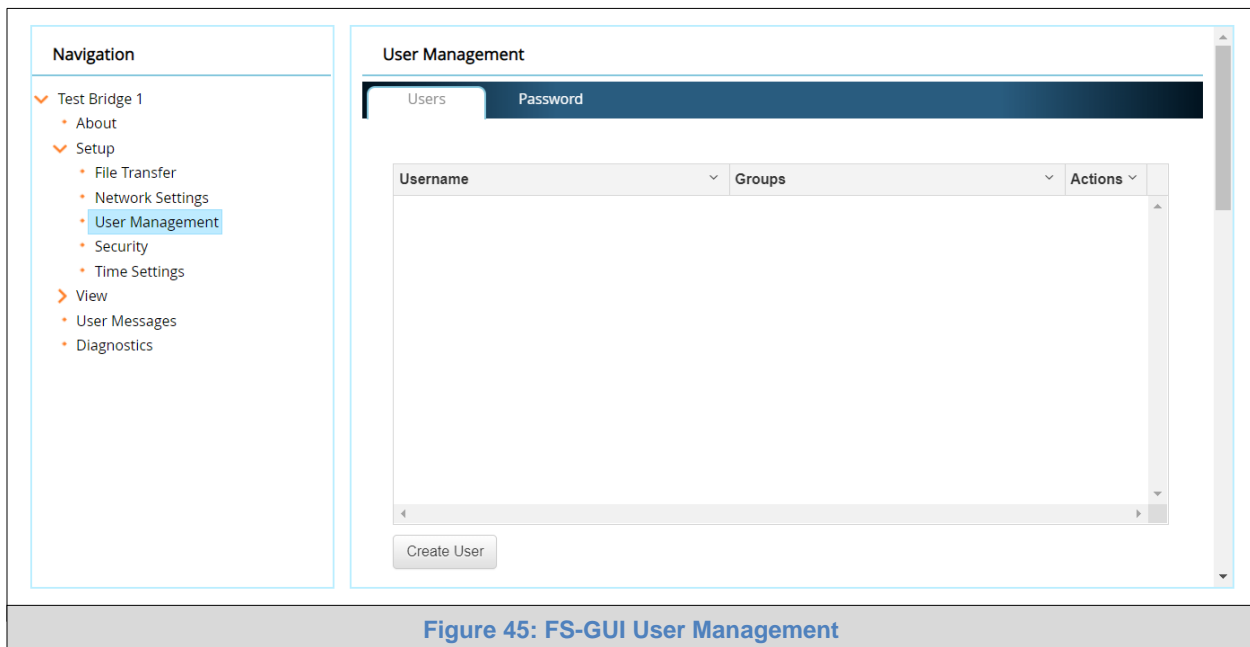 Navigation
Test Bridge 1
About
Setup
File Transfer
Network Settings
User Management
Security
Time Settings
View
User Messages
Diagnostics
User Management
Users Password
Username Groups Actions
Create User
Figure 45: FS-GUI User Management